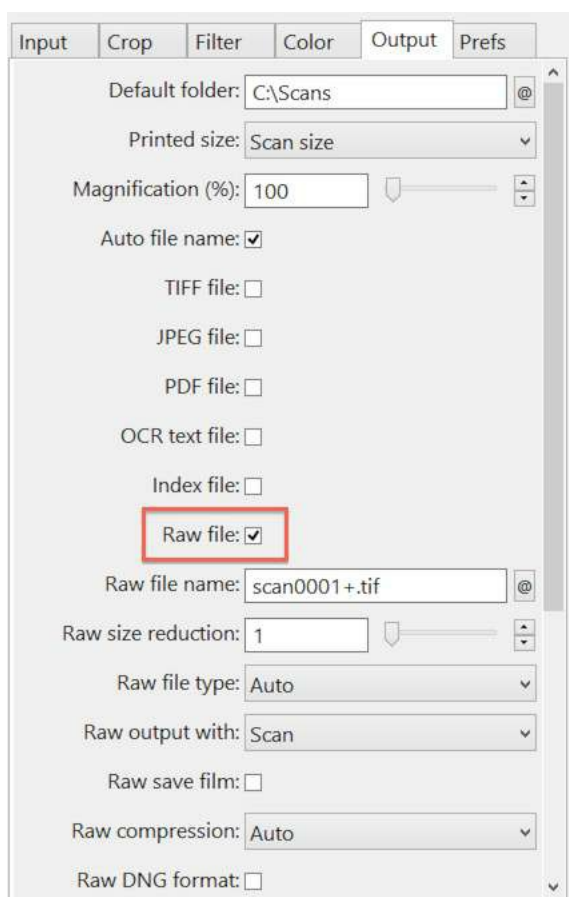 Input Crop Filter Color Output Prefs
Default folder: C:\Scans @
Printed size: Scan size
Magnification (%): 100
Auto file name:
TIFF file:
JPEG file:
PDF file:
OCR text file:
Index file:
Raw file:
Raw file name: scan0001+.tif @
Raw size reduction: 1
Raw file type: Auto
Raw output with: Scan
Raw save film:
Raw compression: Auto
Raw DNG format: